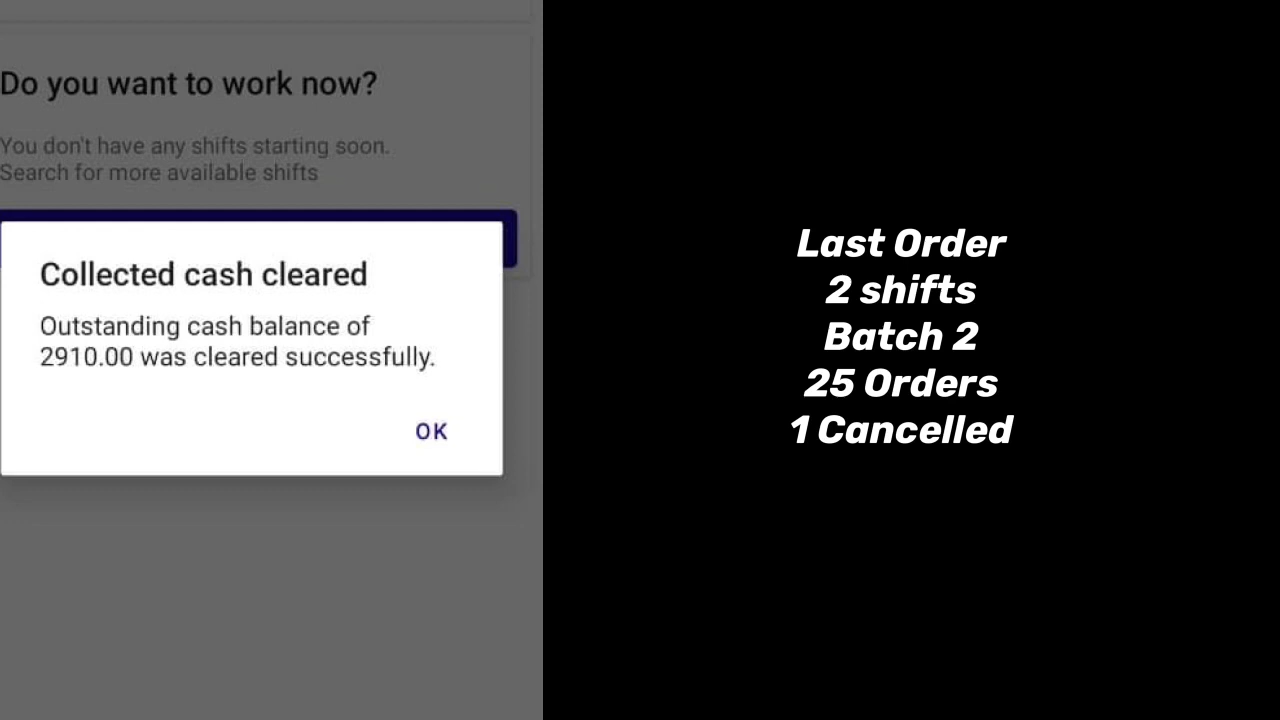 Do you want to work now?
You don't have any shifts starting soon.
Search for more available shifts
Collected cash cleared
Outstanding cash balance of
2910.00 was cleared successfully.
OK
Last Order
2 shifts
Batch 2
25 Orders
1 Cancelled